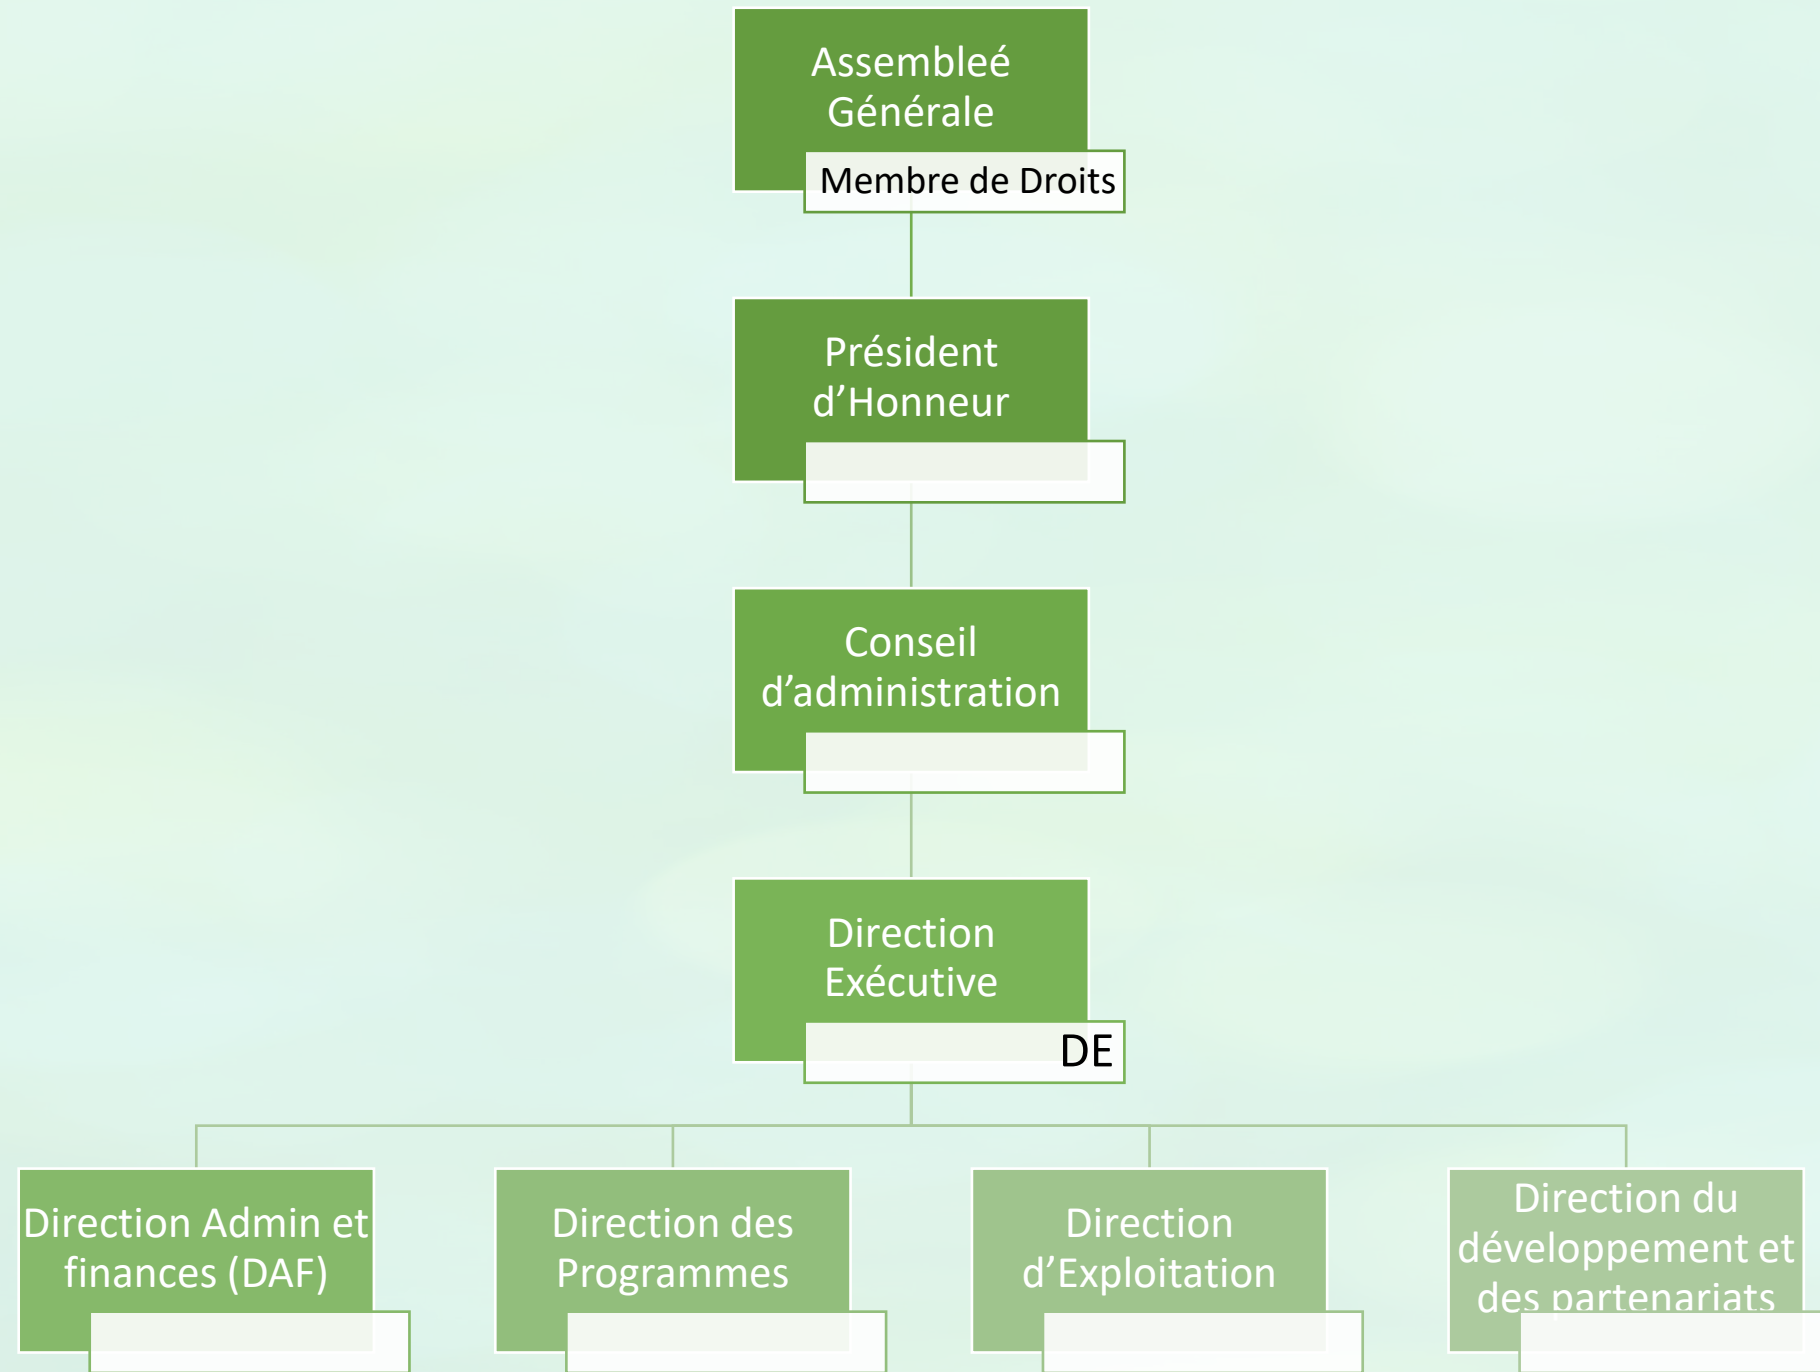 Assembleé
Générale
Membre de Droits
Président
d’Honneur
Conseil
d’administration
Direction
Exécutive
DE
Direction Admin et
finances (DAF)
Direction des
Programmes
Direction
d’Exploitation
Direction du
développement et
des partenariats